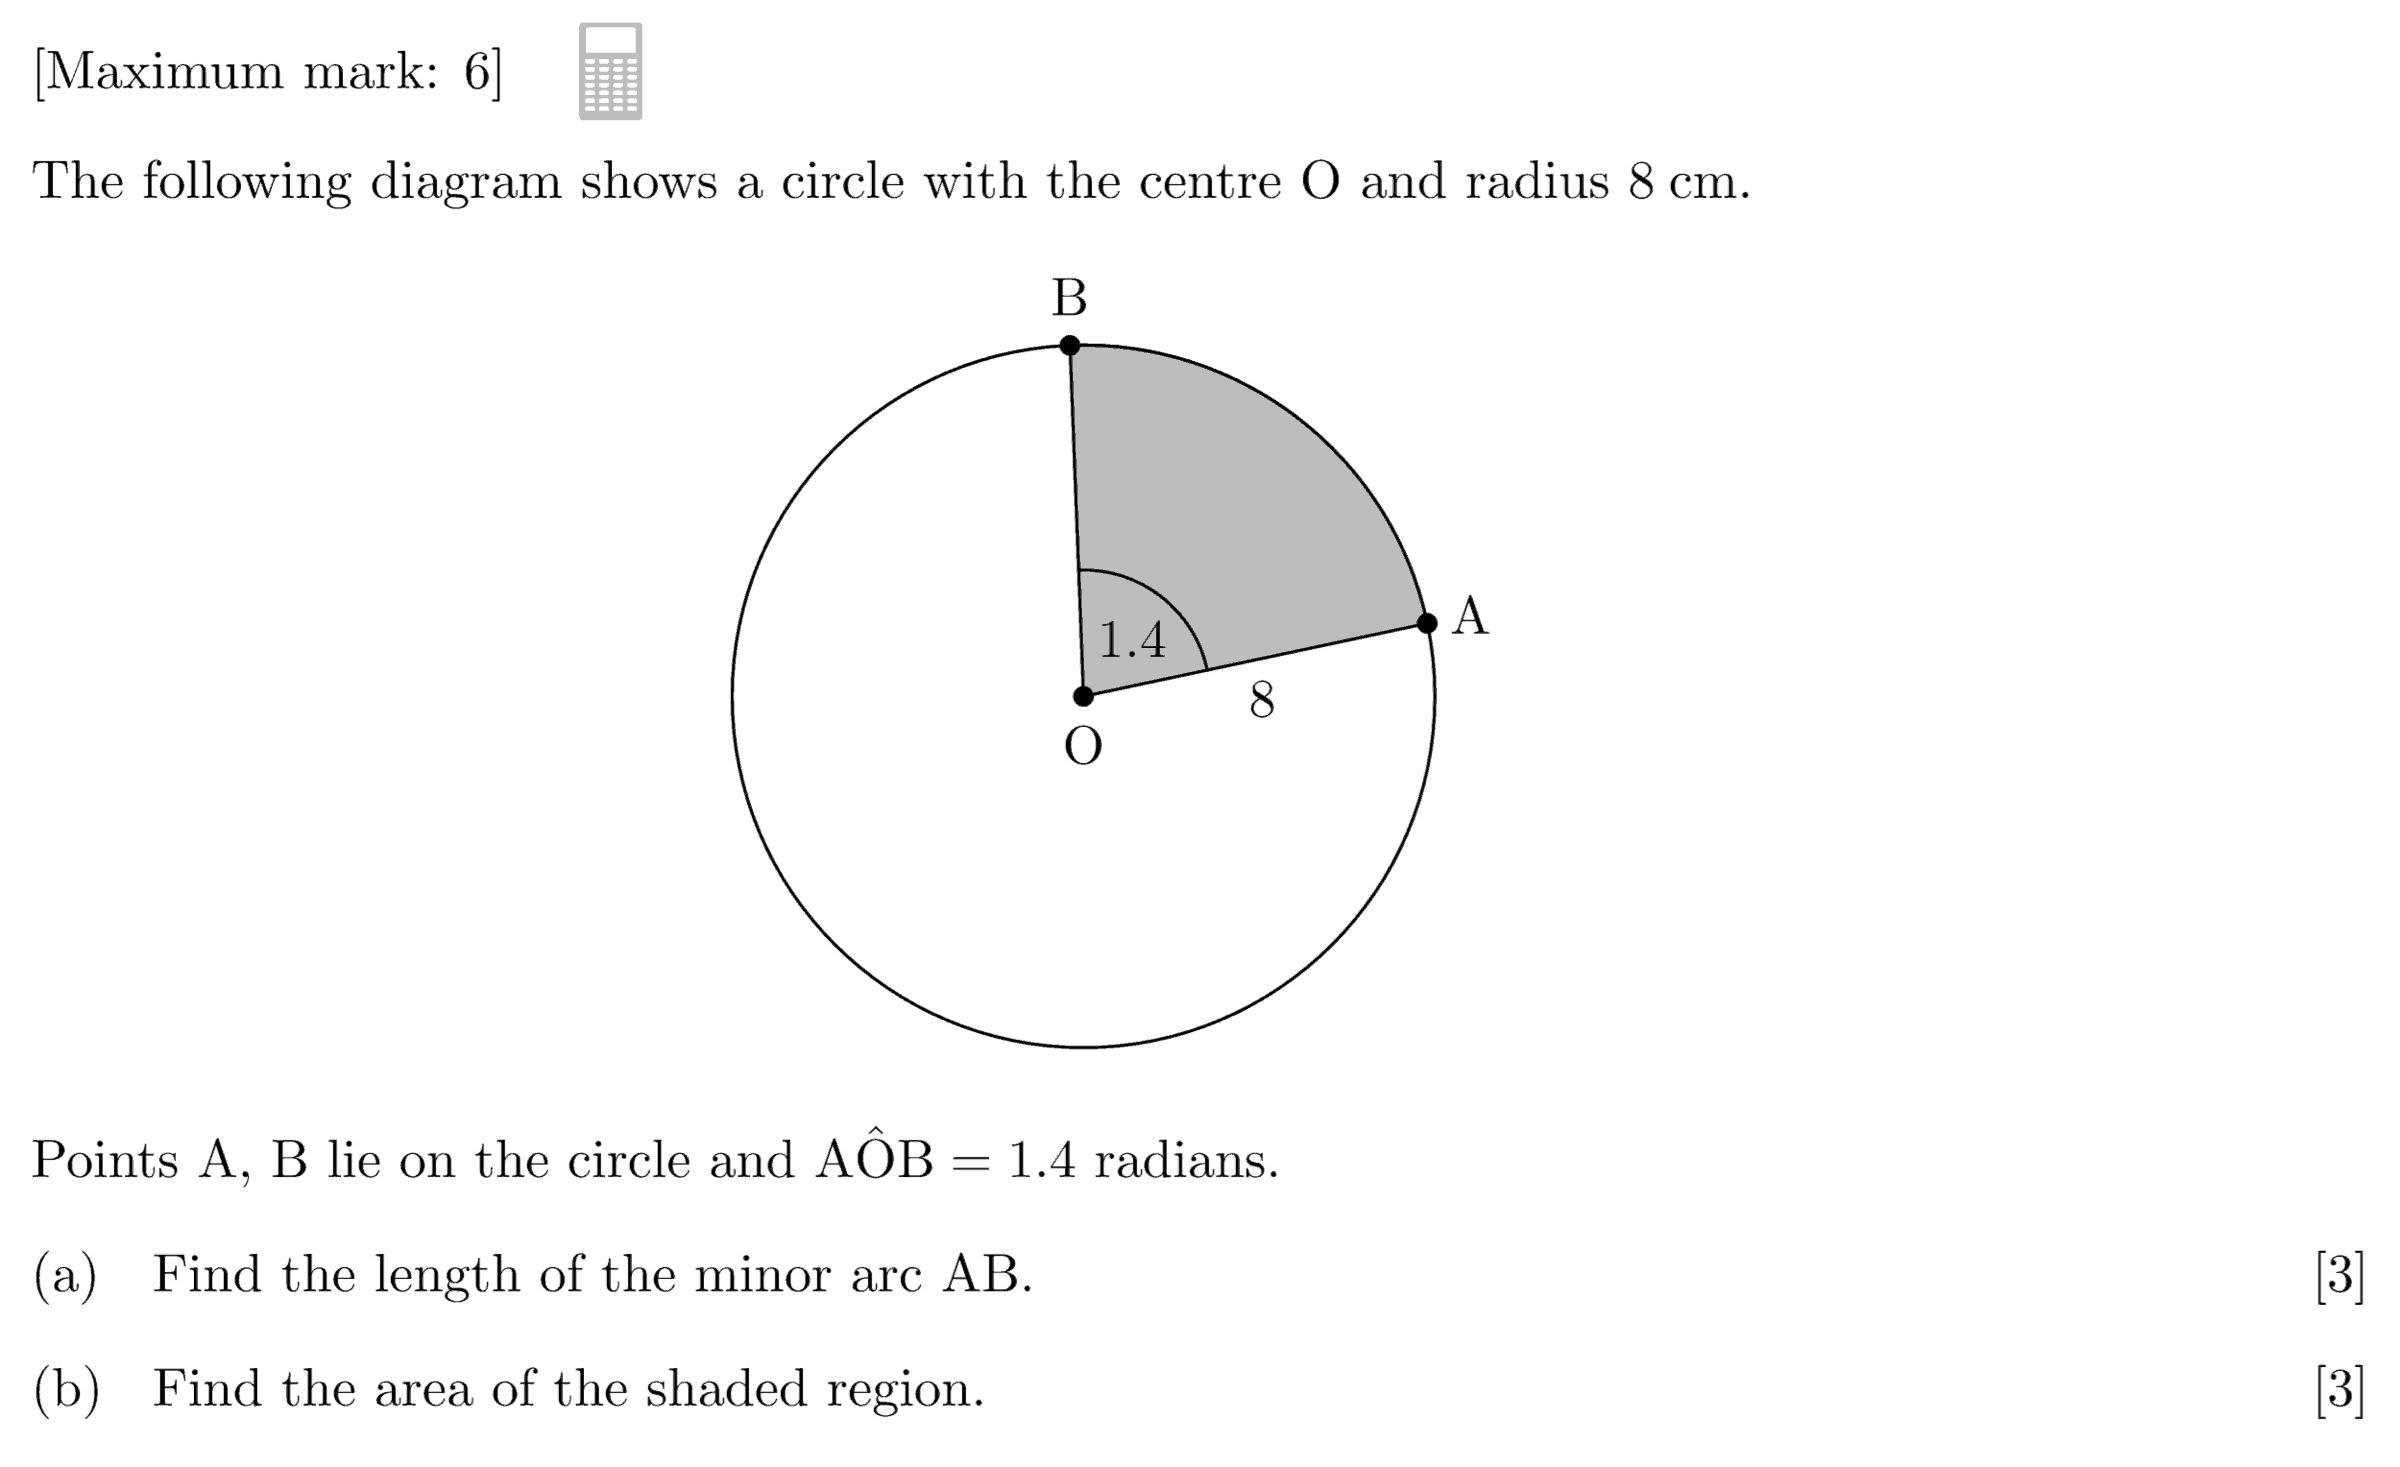 [Maximum mark: 6]
The following diagram shows a circle with the centre O and radius 8 cm.
B
1.4
A
8
O
Points A, B lie on the circle and AÔB = 1.4 radians.
(a) Find the length of the minor arc AB. [3]
(b) Find the area of the shaded region. [3]